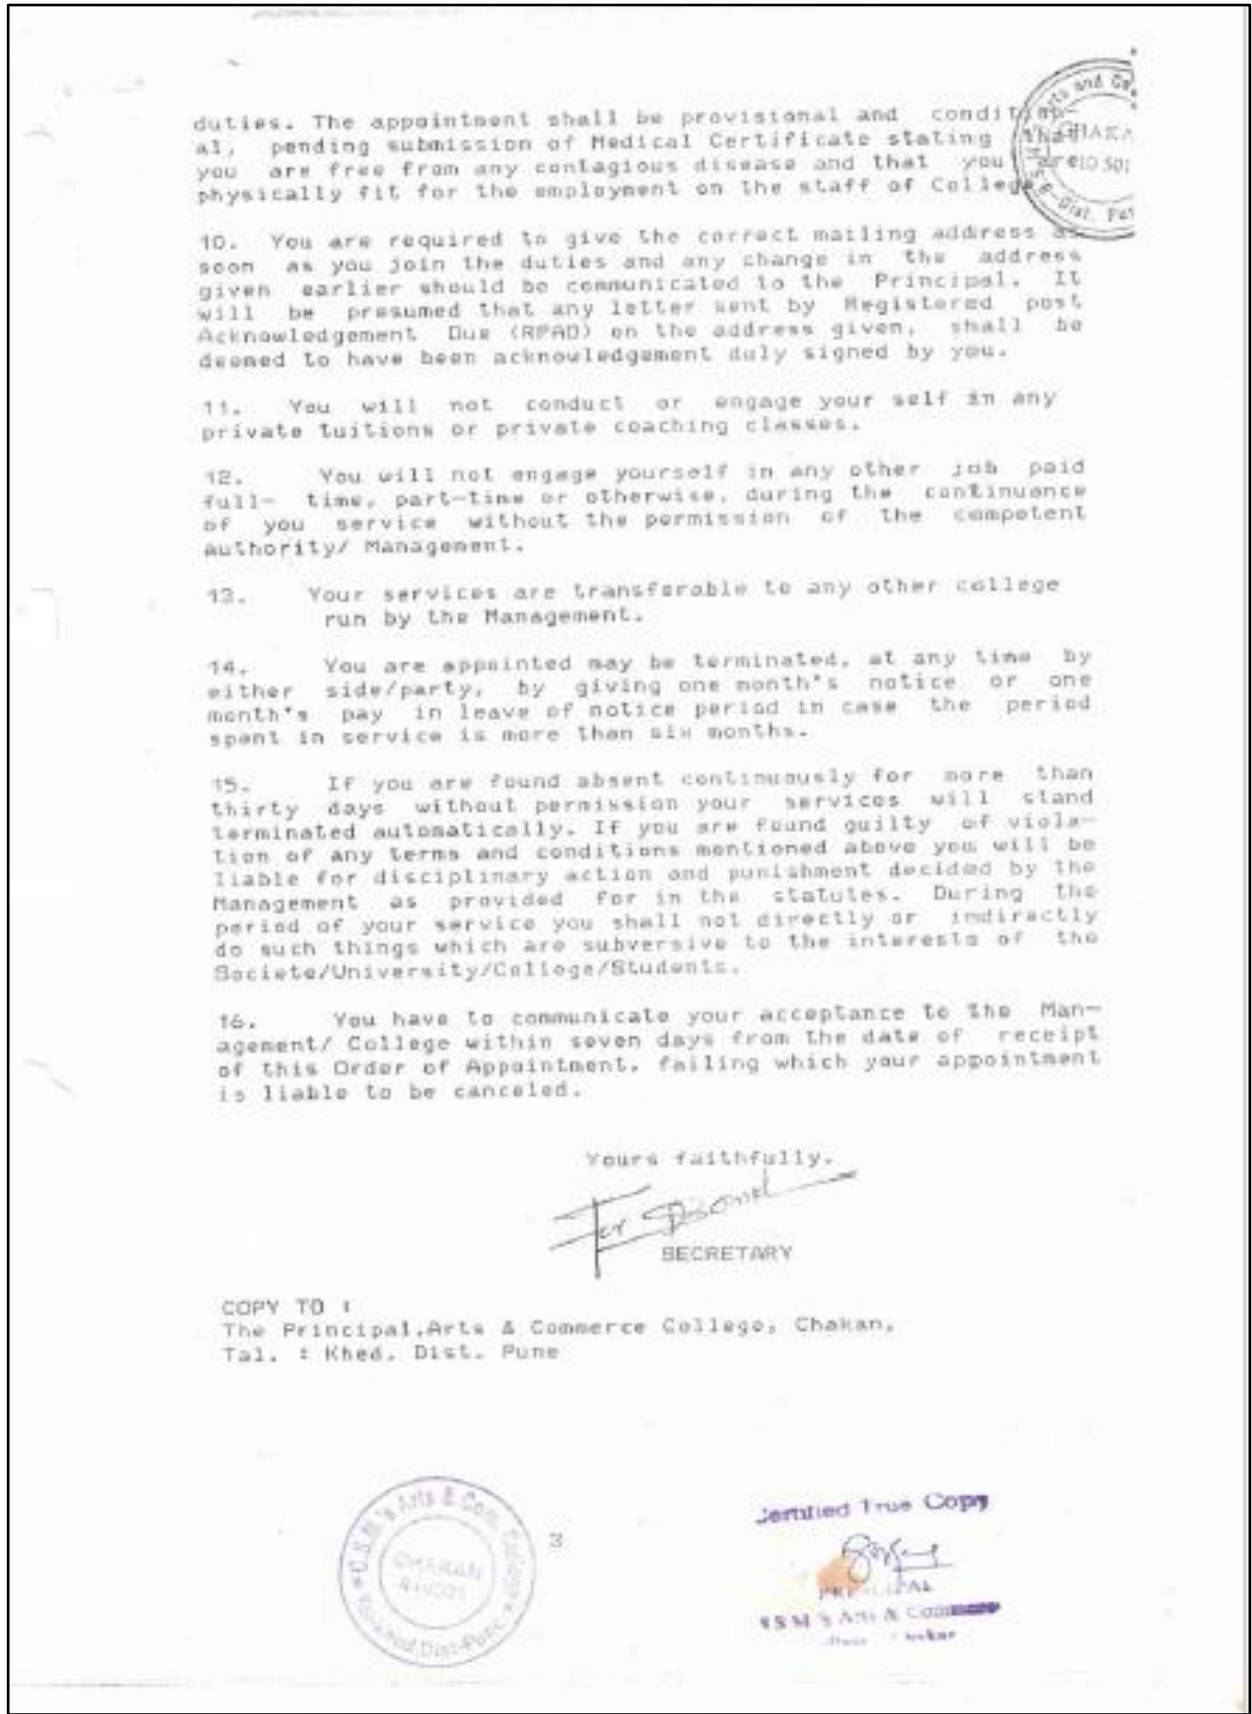 duties. The appointment shall be provisional and condition-
al, pending submission of Medical Certificate stating that
you are free from any contagious disease and that you are
physically fit for the employment on the staff of College
10. You are required to give the correct mailing address as
soon as you join the duties and any change in the address
given earlier should be communicated to the Principal. It
will be presumed that any letter sent by Registered post
Acknowledgement Due (RPAD) on the address given, shall be
deemed to have been acknowledgement duly signed by you.
11. You will not conduct or engage your self in any
private tuitions or private coaching classes.
12. You will not engage yourself in any other job paid
full- time, part-time or otherwise, during the continuance
of you service without the permission of the competent
authority/ Management.
13. Your services are transferable to any other college
run by the Management.
14. You are appointed may be terminated, at any time by
either side/party, by giving one month's notice or one
month's pay in leave of notice period in case the period
spent in service is more than six months.
15. If you are found absent continuously for more than
thirty days without permission your services will stand
terminated automatically. If you are found guilty of viola-
tion of any terms and conditions mentioned above you will be
liable for disciplinary action and punishment decided by the
Management as provided for in the statutes. During the
period of your service you shall not directly or indirectly
do such things which are subversive to the interests of the
Societe/University/College/Students.
16. You have to communicate your acceptance to the Man-
agement/ College within seven days from the date of receipt
of this Order of Appointment, failing which your appointment
is liable to be canceled.
Yours faithfully.
For
SECRETARY
COPY TO :
The Principal,Arts & Commerce College, Chakan,
Tal. : Khed. Dist. Pune
Arts & Com. College
CHAKAN
3
Certified True Copy
PRINCIPAL
Arts & Commerce